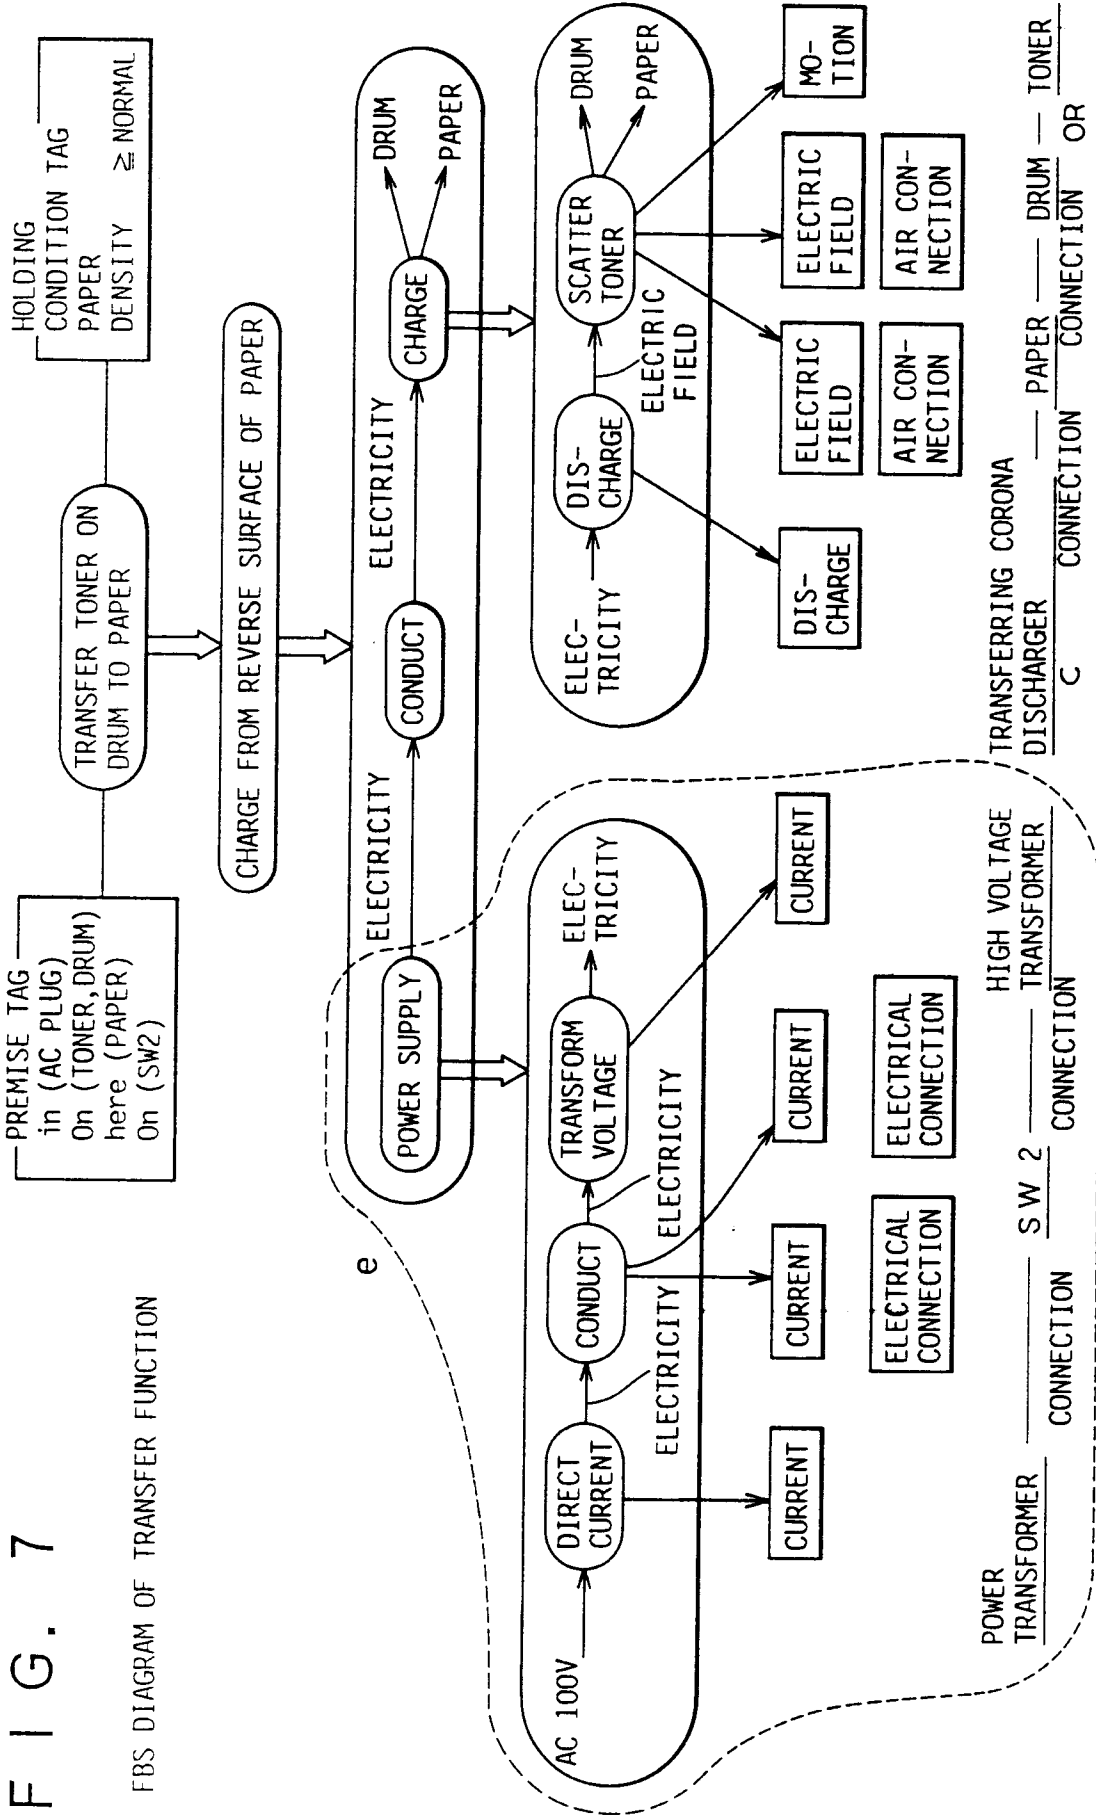 FIG. 7
FBS DIAGRAM OF TRANSFER FUNCTION
PREMISE TAG
in (AC PLUG)
On (TONER,DRUM)
here (PAPER)
On (SW2)
TRANSFER TONER ON
DRUM TO PAPER
HOLDING
CONDITION TAG
PAPER
DENSITY ≧ NORMAL
CHARGE FROM REVERSE SURFACE OF PAPER
e
POWER SUPPLY
ELECTRICITY
CONDUCT
ELECTRICITY
CHARGE
DRUM
PAPER
AC 100V
DIRECT
CURRENT
ELECTRICITY
CONDUCT
ELECTRICITY
TRANSFORM
VOLTAGE
ELEC-
TRICITY
ELEC-
TRICITY
DIS-
CHARGE
ELECTRIC
FIELD
SCATTER
TONER
DRUM
PAPER
CURRENT
CURRENT
CURRENT
CURRENT
DIS-
CHARGE
ELECTRIC
FIELD
ELECTRIC
FIELD
MO-
TION
ELECTRICAL
CONNECTION
ELECTRICAL
CONNECTION
AIR CON-
NECTION
AIR CON-
NECTION
POWER
TRANSFORMER
CONNECTION
SW 2
CONNECTION
HIGH VOLTAGE
TRANSFORMER
TRANSFERRING CORONA
DISCHARGER
C
CONNECTION
PAPER
CONNECTION
DRUM
OR
TONER
CONNECTION